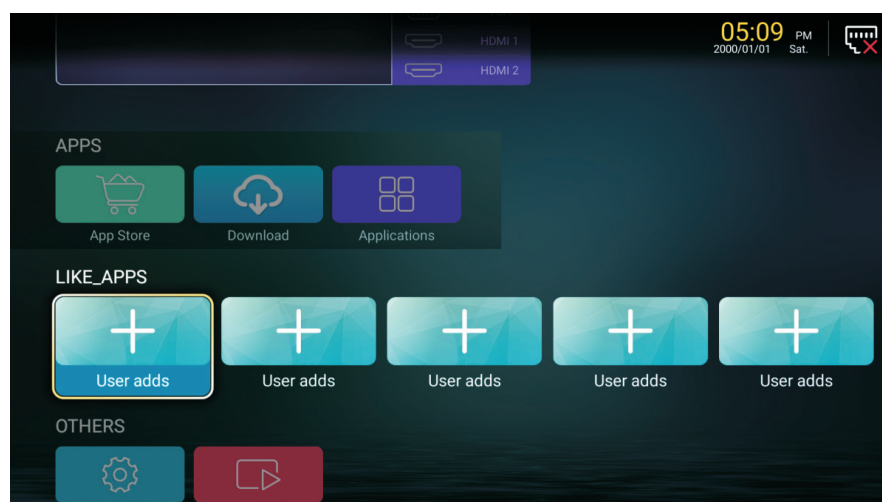 05:09 PM
2000/01/01 Sat.
HDMI 1
HDMI 2
APPS
App Store Download Applications
LIKE_APPS
User adds User adds User adds User adds User adds
OTHERS